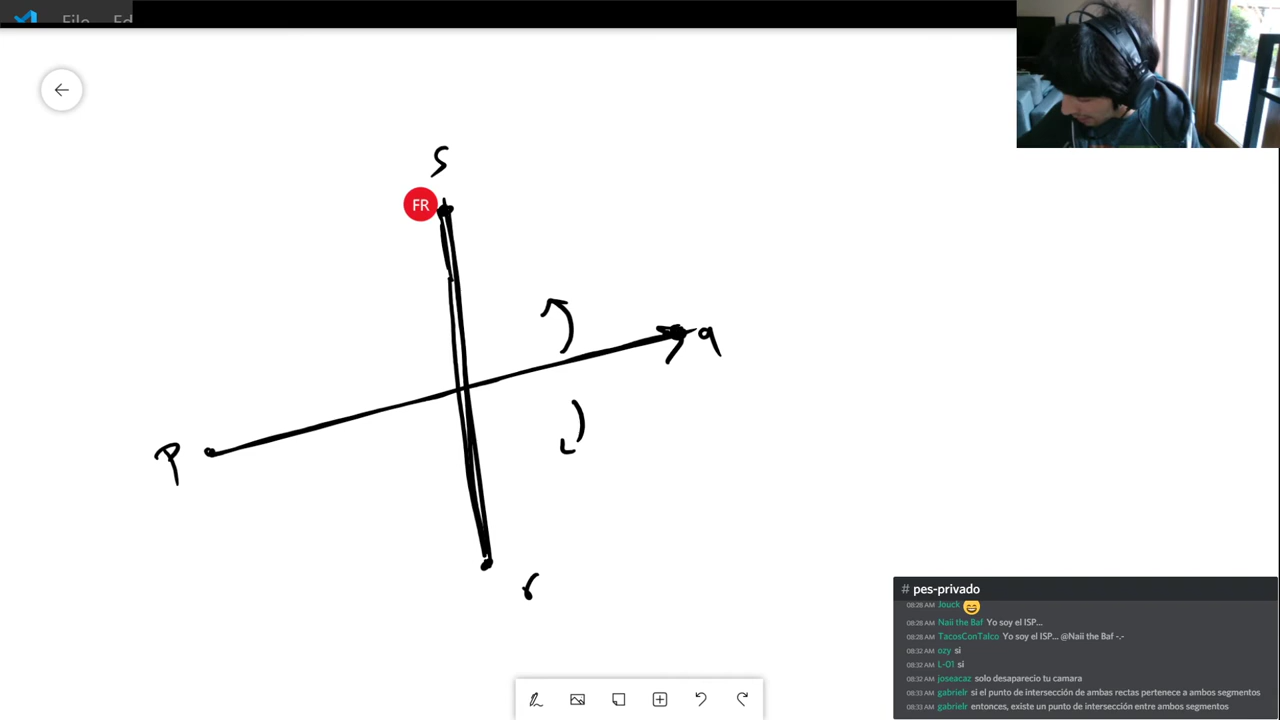 File Ed
S
FR
q
P
r
# pes-privado
08:28 AM Jouck 😄
08:28 AM Naii the Baf Yo soy el ISP...
08:28 AM TacosConTalco Yo soy el ISP... @Naii the Baf -.-
08:32 AM ozy si
08:32 AM L-01 si
08:32 AM joseacaz solo desaparecio tu camara
08:33 AM gabrielr si el punto de intersección de ambas rectas pertenece a ambos segmentos
08:33 AM gabrielr entonces, existe un punto de intersección entre ambos segmentos